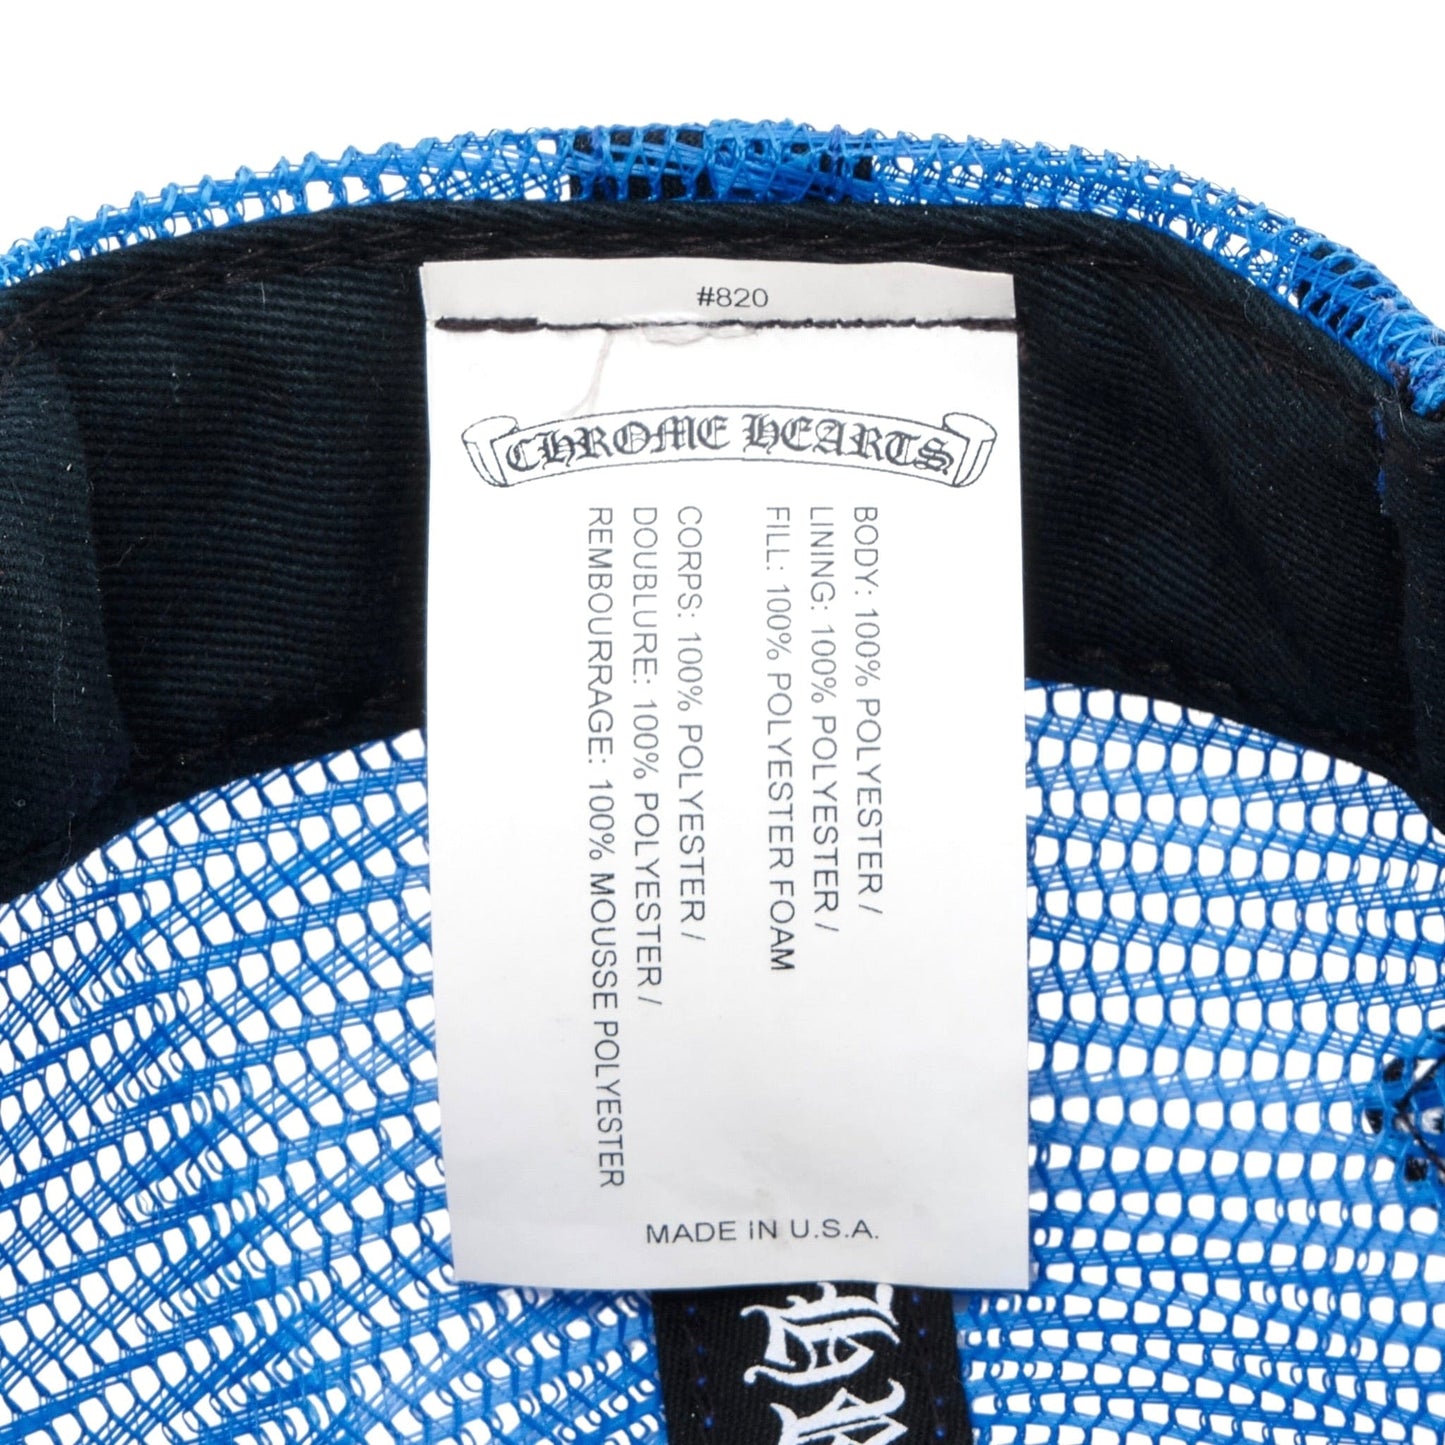 #820
CHROME HEARTS
BODY: 100% POLYESTER /
LINING: 100% POLYESTER /
FILL: 100% POLYESTER FOAM
CORPS: 100% POLYESTER /
DOUBLURE: 100% POLYESTER /
REMBOURRAGE: 100% MOUSSE POLYESTER
MADE IN U.S.A.